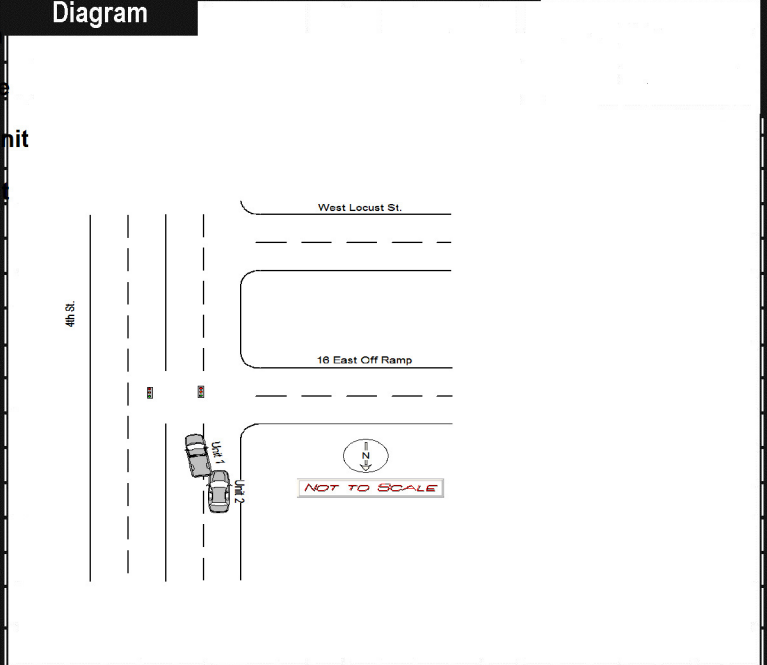 Diagram
nit
West Locust St.
4th St.
16 East Off Ramp
Unit 1
N
Unit 2
NOT TO SCALE